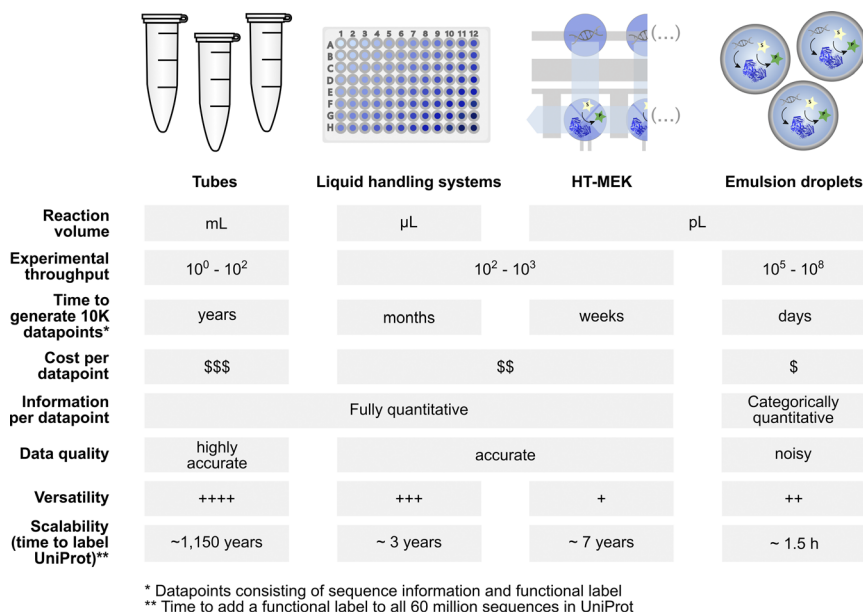 1 2 3 4 5 6 7 8 9 10 11 12
A
B
C
D
E
F
G
H
(...)
(...)
Tubes Liquid handling systems HT-MEK Emulsion droplets
Reaction
volume
mL µL pL
Experimental
throughput
10⁰ - 10² 10² - 10³ 10⁵ - 10⁸
Time to
generate 10K
datapoints*
years months weeks days
Cost per
datapoint
$$$ $$ $
Information
per datapoint
Fully quantitative
Categorically
quantitative
Data quality
highly
accurate
accurate noisy
Versatility ++++ +++ + ++
Scalability
(time to label
UniProt)**
~1,150 years ~ 3 years ~ 7 years ~ 1.5 h
* Datapoints consisting of sequence information and functional label
** Time to add a functional label to all 60 million sequences in UniProt